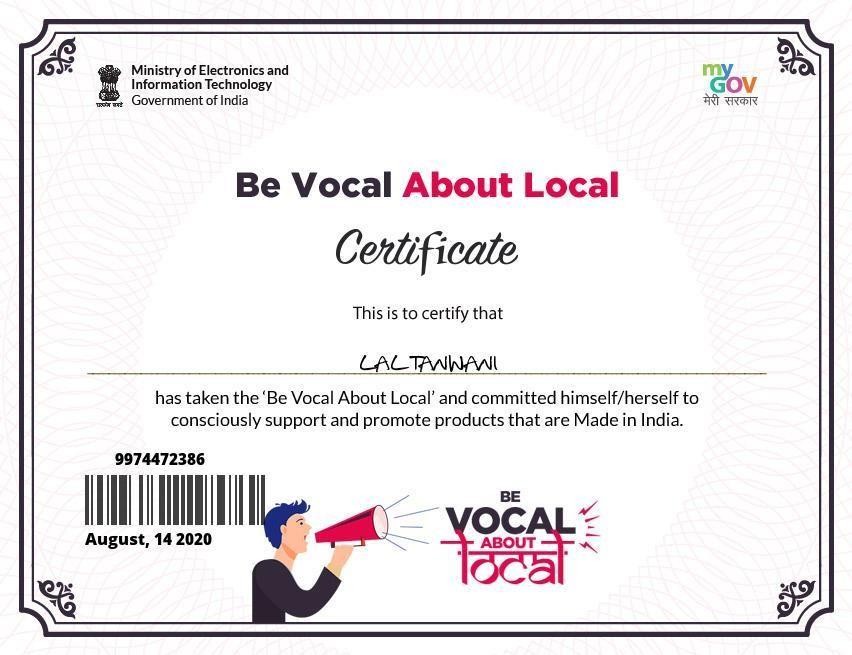 Ministry of Electronics and
Information Technology
Government of India
सत्यमेव जयते
my
GOV
मेरी सरकार
Be Vocal About Local
Certificate
This is to certify that
LAL TANWANI
has taken the ‘Be Vocal About Local’ and committed himself/herself to
consciously support and promote products that are Made in India.
9974472386
August, 14 2020
BE
VOCAL
ABOUT
local